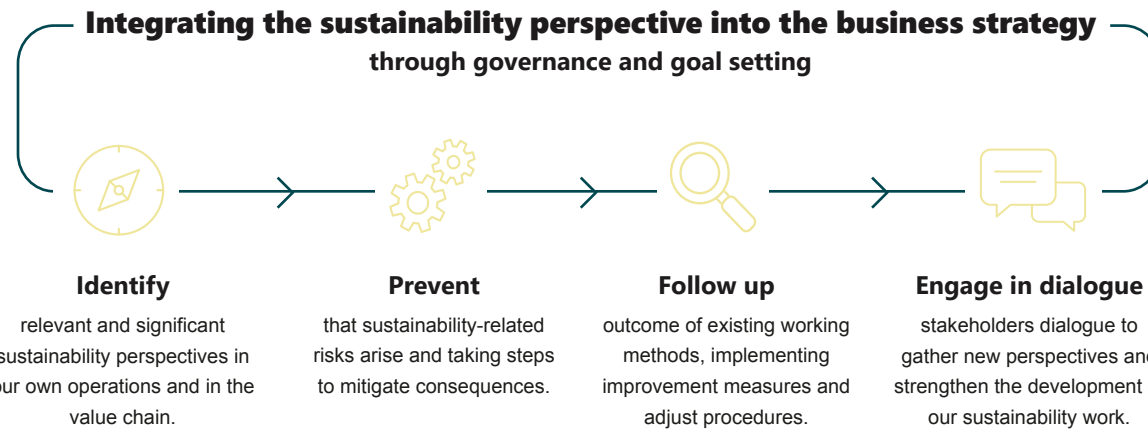 Integrating the sustainability perspective into the business strategy
through governance and goal setting
Identify
relevant and significant
sustainability perspectives in
our own operations and in the
value chain.
Prevent
that sustainability-related
risks arise and taking steps
to mitigate consequences.
Follow up
outcome of existing working
methods, implementing
improvement measures and
adjust procedures.
Engage in dialogue
stakeholders dialogue to
gather new perspectives and
strengthen the development
our sustainability work.